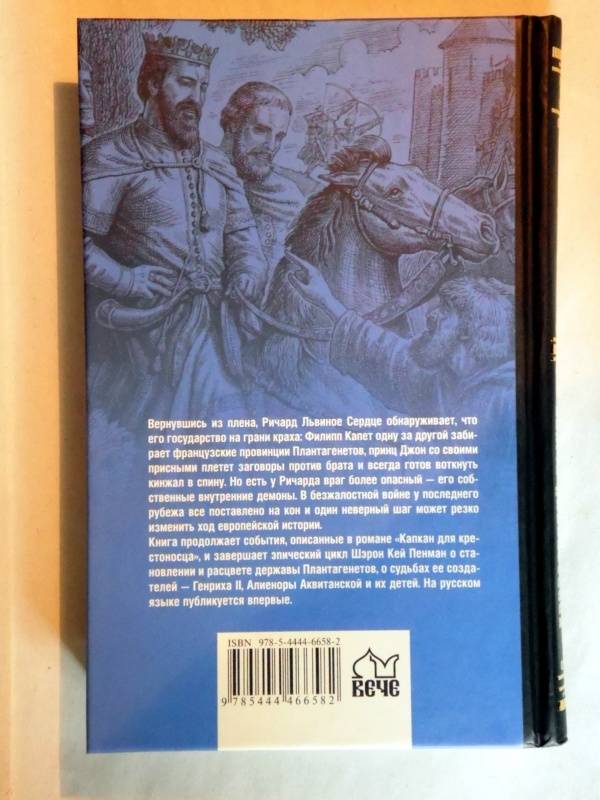 Вернувшись из плена, Ричард Львиное Сердце обнаруживает, что
его государство на грани краха: Филипп Капет одну за другой заби-
рает французские провинции Плантагенетов, принц Джон со своими
присными плетет заговоры против брата и всегда готов воткнуть
кинжал в спину. Но есть у Ричарда враг более опасный — его соб-
ственные внутренние демоны. В безжалостной войне у последнего
рубежа все поставлено на кон и один неверный шаг может резко
изменить ход европейской истории.
Книга продолжает события, описанные в романе «Капкан для кре-
стоносца», и завершает эпический цикл Шэрон Кей Пенман о ста-
новлении и расцвете державы Плантагенетов, о судьбах ее созда-
телей — Генриха II, Алиеноры Аквитанской и их детей. На русском
языке публикуется впервые.
ISBN 978-5-4444-6658-2
9 785444 466582
ВЕЧЕ